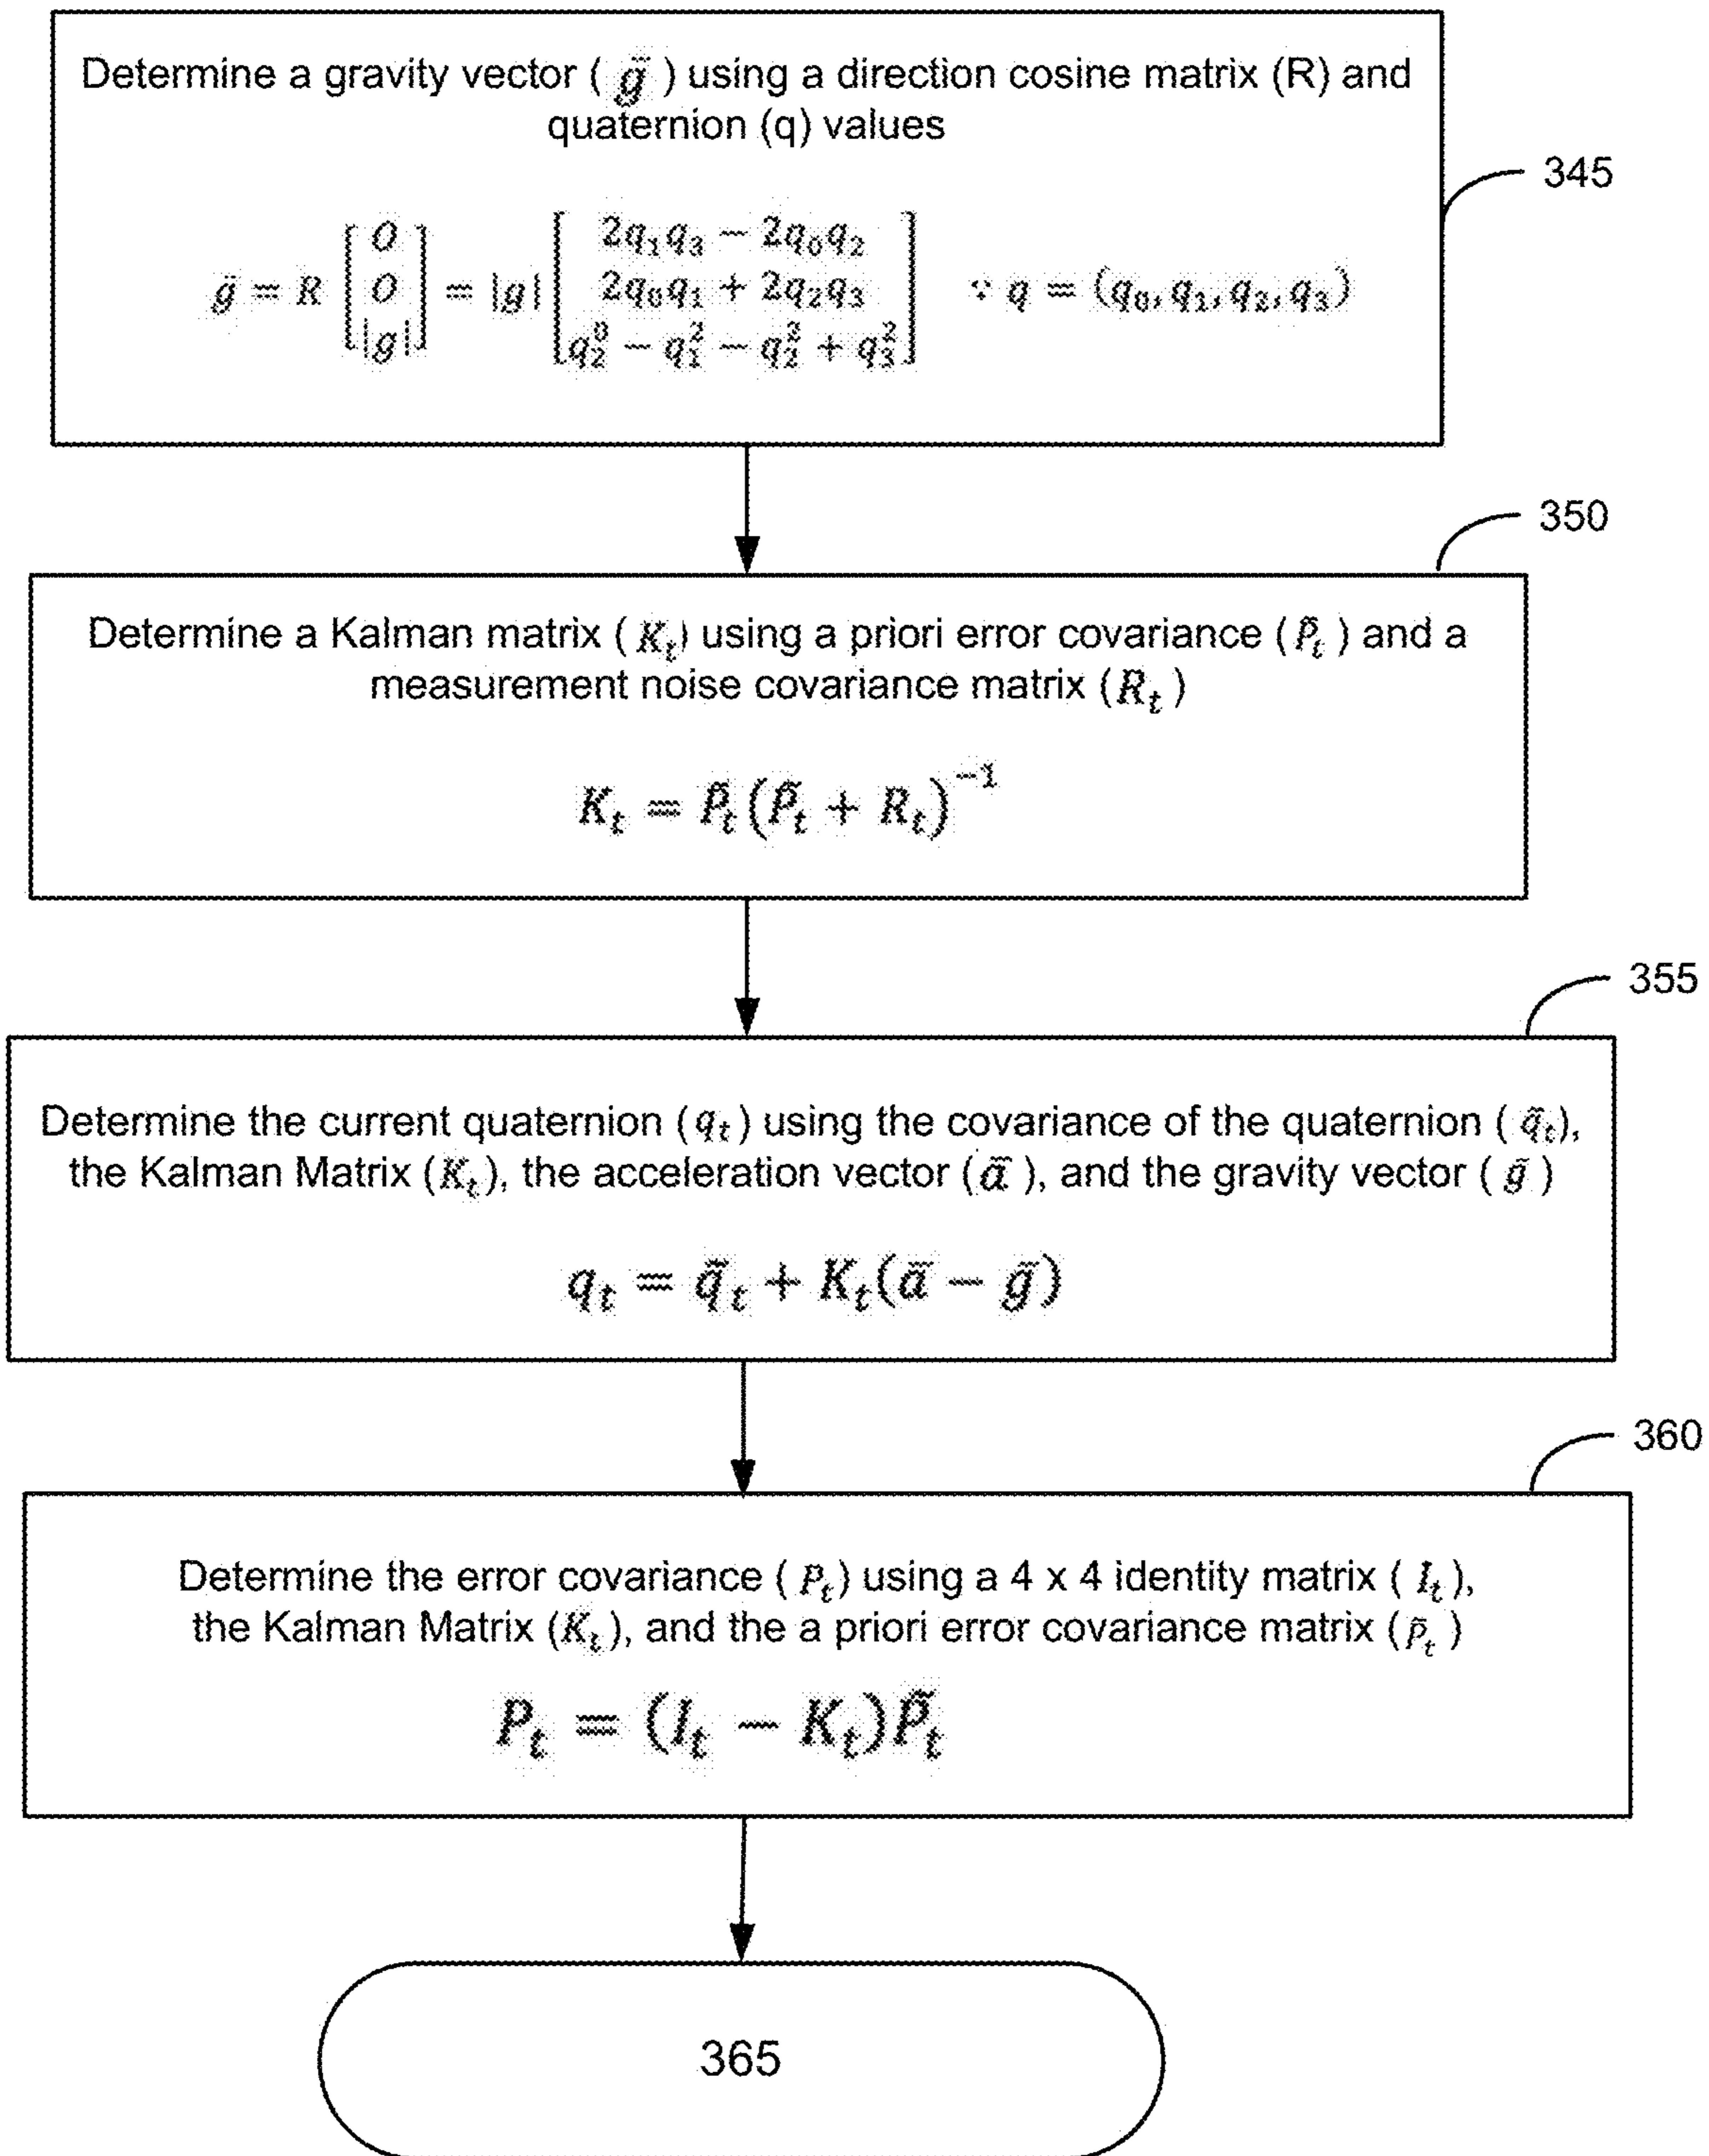 Determine a gravity vector ( g̃ ) using a direction cosine matrix (R) and
quaternion (q) values
g̃ = R [O O |g|] = |g| [2q₁q₃ − 2q₀q₂ 2q₀q₁ + 2q₂q₃ q₂⁰ − q₁² − q₂² + q₃²] ∵ q = (q₀, q₁, q₂, q₃)
345
350
Determine a Kalman matrix ( Kₜ) using a priori error covariance ( P̃ₜ ) and a
measurement noise covariance matrix ( Rₜ )
Kₜ = P̃ₜ(P̃ₜ + Rₜ)⁻¹
355
Determine the current quaternion ( qₜ ) using the covariance of the quaternion ( q̃ₜ),
the Kalman Matrix (Kₜ), the acceleration vector ( ã ), and the gravity vector ( g̃ )
qₜ = q̃ₜ + Kₜ(ã − g̃)
360
Determine the error covariance ( Pₜ) using a 4 x 4 identity matrix ( Iₜ ),
the Kalman Matrix (Kₜ), and the a priori error covariance matrix ( P̃ₜ )
Pₜ = (Iₜ − Kₜ)P̃ₜ
365